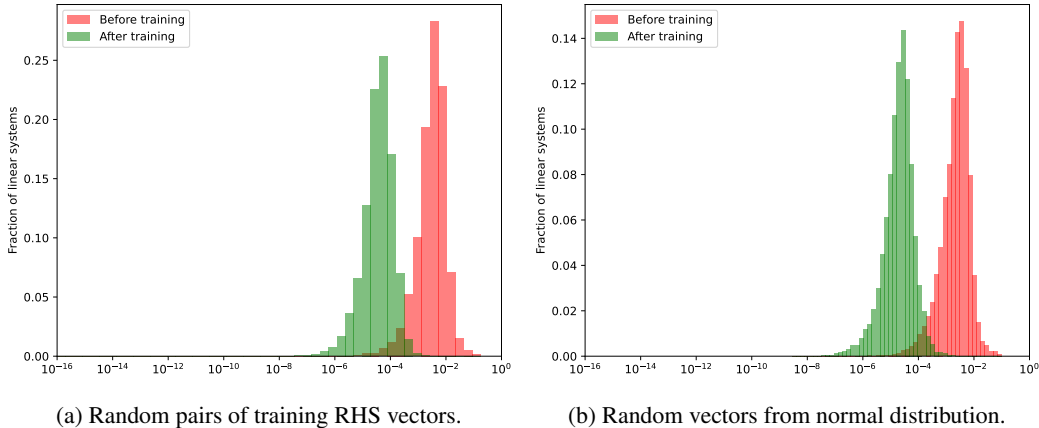 Before training
After training
Fraction of linear systems
0.25
0.20
0.15
0.10
0.05
0.00
10⁻¹⁶ 10⁻¹⁴ 10⁻¹² 10⁻¹⁰ 10⁻⁸ 10⁻⁶ 10⁻⁴ 10⁻² 10⁰
(a) Random pairs of training RHS vectors.
Before training
After training
Fraction of linear systems
0.14
0.12
0.10
0.08
0.06
0.04
0.02
0.00
10⁻¹⁶ 10⁻¹⁴ 10⁻¹² 10⁻¹⁰ 10⁻⁸ 10⁻⁶ 10⁻⁴ 10⁻² 10⁰
(b) Random vectors from normal distribution.